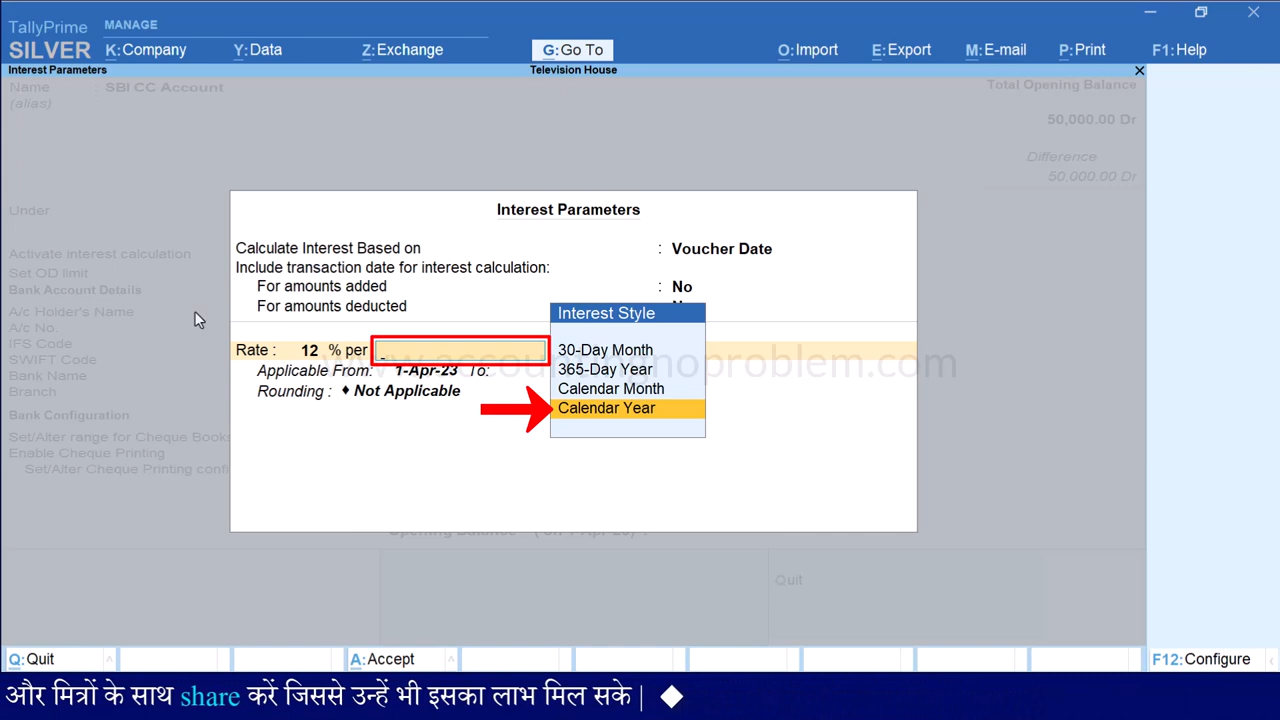 TallyPrime
SILVER
MANAGE
K:Company Y:Data Z:Exchange G:Go To O:Import E:Export M:E-mail P:Print F1:Help
Interest Parameters Television House
Name SBI CC Account Total Opening Balance
(alias)
50,000.00 Dr
Difference
50,000.00 Dr
Under
Activate interest calculation
Set OD limit
Bank Account Details
A/c Holder's Name
A/c No.
IFS Code
SWIFT Code
Bank Name
Branch
Bank Configuration
Set/Alter range for Cheque Books
Enable Cheque Printing
Set/Alter Cheque Printing confi
Interest Parameters
Calculate Interest Based on : Voucher Date
Include transaction date for interest calculation:
For amounts added : No
For amounts deducted
Rate : 12 % per
Applicable From: 1-Apr-23 To:
Rounding : ♦ Not Applicable
Interest Style
30-Day Month
365-Day Year
Calendar Month
Calendar Year
www.accountingnoproblem.com
Quit
Q:Quit A:Accept F12:Configure
और मित्रों के साथ share करें जिससे उन्हें भी इसका लाभ मिल सके | ◆